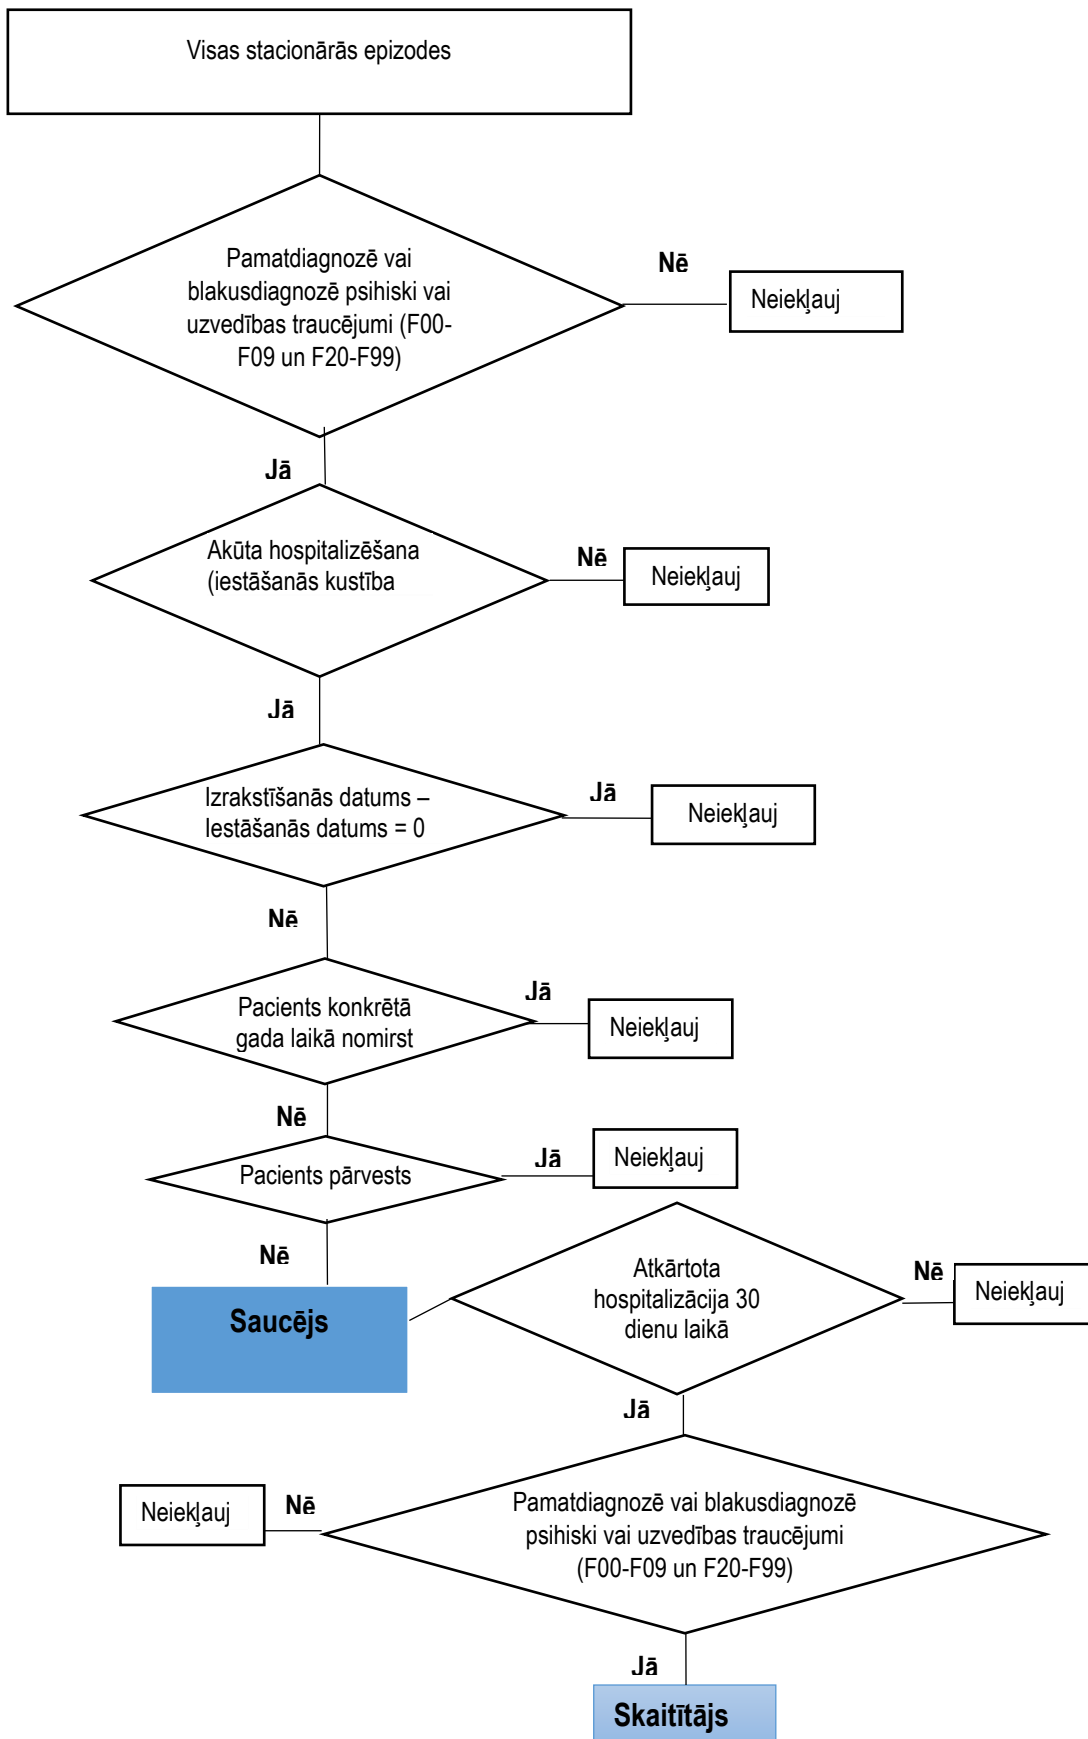 Visas stacionārās epizodes
Pamatdiagnozē vai
blakusdiagnozē psihiski vai
uzvedības traucējumi (F00-
F09 un F20-F99)
Nē
Neiekļauj
Jā
Akūta hospitalizēšana
(iestāšanās kustība
Nē
Neiekļauj
Jā
Izrakstīšanās datums –
Iestāšanās datums = 0
Jā
Neiekļauj
Nē
Pacients konkrētā
gada laikā nomirst
Jā
Neiekļauj
Nē
Pacients pārvests
Jā
Neiekļauj
Nē
Saucējs
Atkārtota
hospitalizācija 30
dienu laikā
Nē
Neiekļauj
Jā
Pamatdiagnozē vai blakusdiagnozē
psihiski vai uzvedības traucējumi
(F00-F09 un F20-F99)
Nē
Neiekļauj
Jā
Skaitītājs